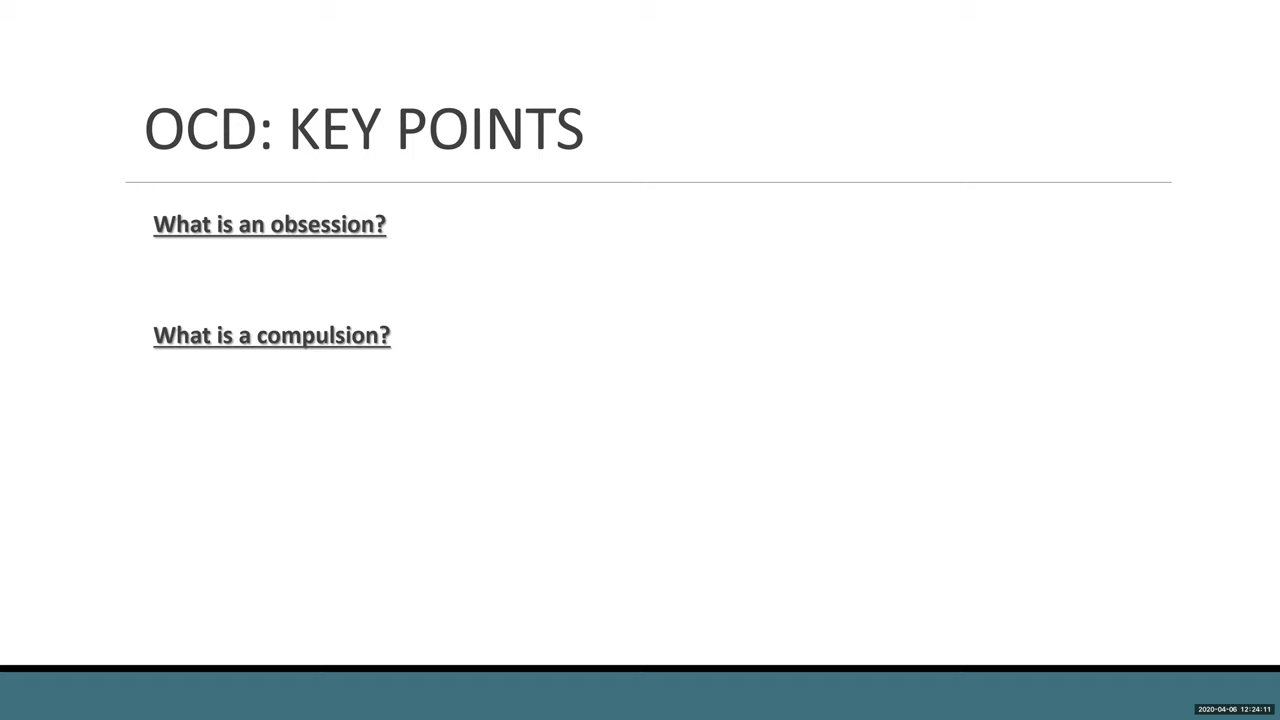 OCD: KEY POINTS
What is an obsession?
What is a compulsion?
2020-04-06 12:24:11